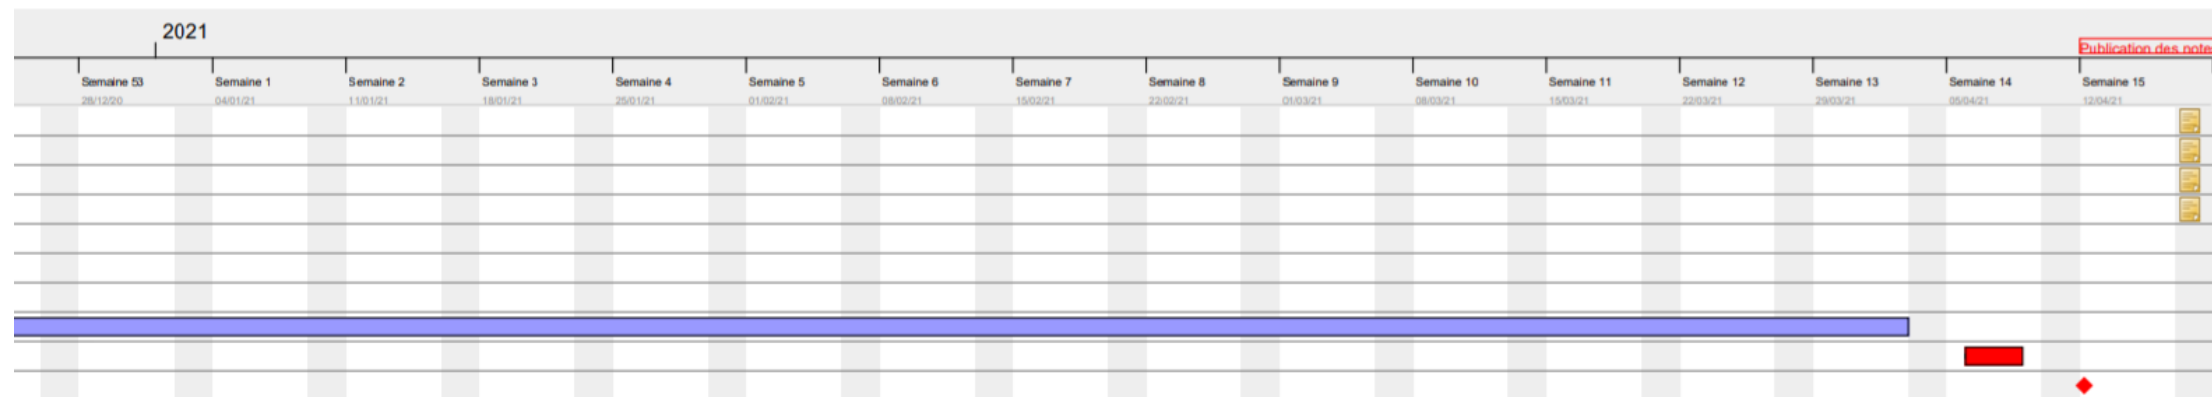 2021
Publication des note
Semaine 53 Semaine 1 Semaine 2 Semaine 3 Semaine 4 Semaine 5 Semaine 6 Semaine 7 Semaine 8 Semaine 9 Semaine 10 Semaine 11 Semaine 12 Semaine 13 Semaine 14 Semaine 15
28/12/20 04/01/21 11/01/21 18/01/21 25/01/21 01/02/21 08/02/21 15/02/21 22/02/21 01/03/21 08/03/21 15/03/21 22/03/21 29/03/21 05/04/21 12/04/21